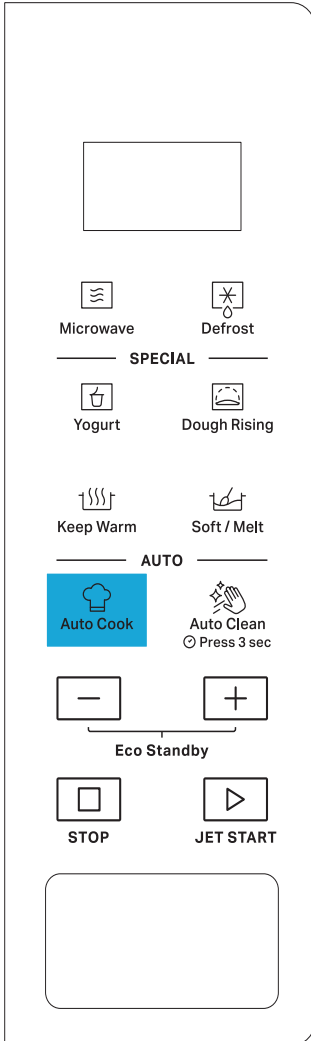 Microwave Defrost
SPECIAL
Yogurt Dough Rising
Keep Warm Soft / Melt
AUTO
Auto Cook Auto Clean
Press 3 sec
Eco Standby
STOP JET START